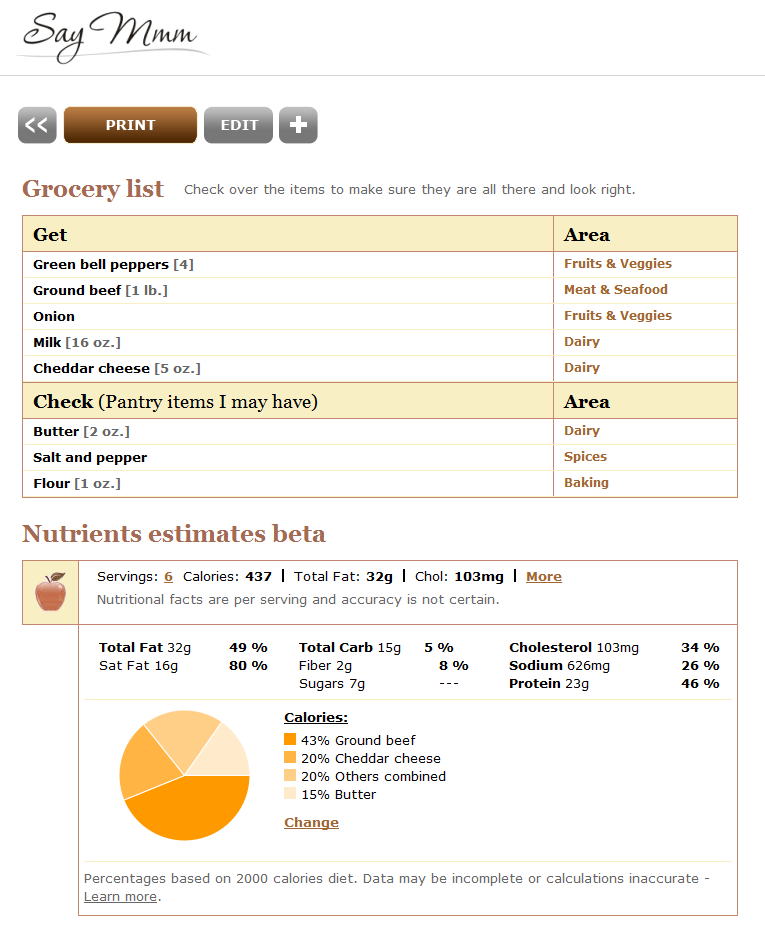 Say Mmm
<< PRINT EDIT +
Grocery list Check over the items to make sure they are all there and look right.
Get Area
Green bell peppers [4] Fruits & Veggies
Ground beef [1 lb.] Meat & Seafood
Onion Fruits & Veggies
Milk [16 oz.] Dairy
Cheddar cheese [5 oz.] Dairy
Check (Pantry items I may have) Area
Butter [2 oz.] Dairy
Salt and pepper Spices
Flour [1 oz.] Baking
Nutrients estimates beta
Servings: 6 Calories: 437 | Total Fat: 32g | Chol: 103mg | More
Nutritional facts are per serving and accuracy is not certain.
Total Fat 32g 49 % Total Carb 15g 5 % Cholesterol 103mg 34 %
Sat Fat 16g 80 % Fiber 2g 8 % Sodium 626mg 26 %
Sugars 7g --- Protein 23g 46 %
Calories:
43% Ground beef
20% Cheddar cheese
20% Others combined
15% Butter
Change
Percentages based on 2000 calories diet. Data may be incomplete or calculations inaccurate -
Learn more.